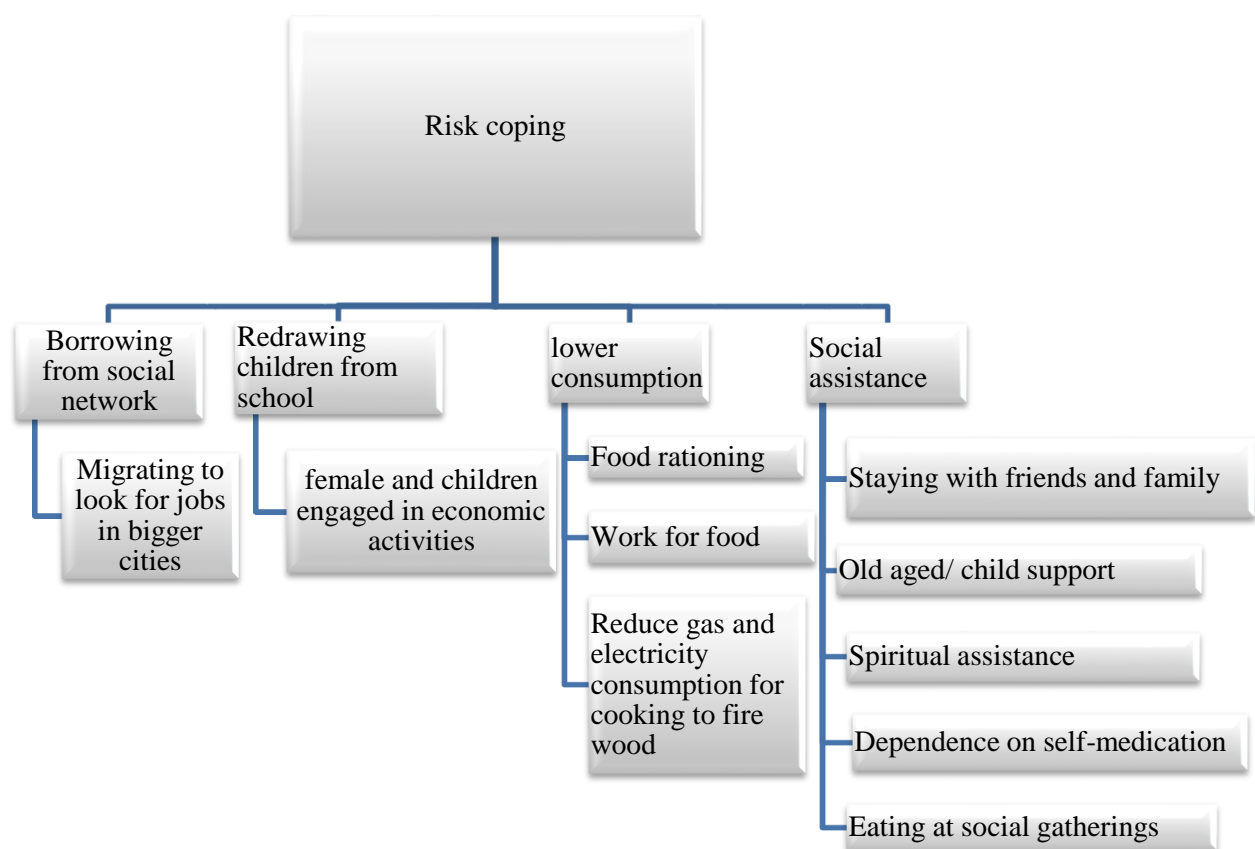 Risk coping
Borrowing
from social
network
Migrating to
look for jobs
in bigger
cities
Redrawing
children from
school
female and children
engaged in economic
activities
lower
consumption
Food rationing
Work for food
Reduce gas and
electricity
consumption for
cooking to fire
wood
Social
assistance
Staying with friends and family
Old aged/ child support
Spiritual assistance
Dependence on self-medication
Eating at social gatherings